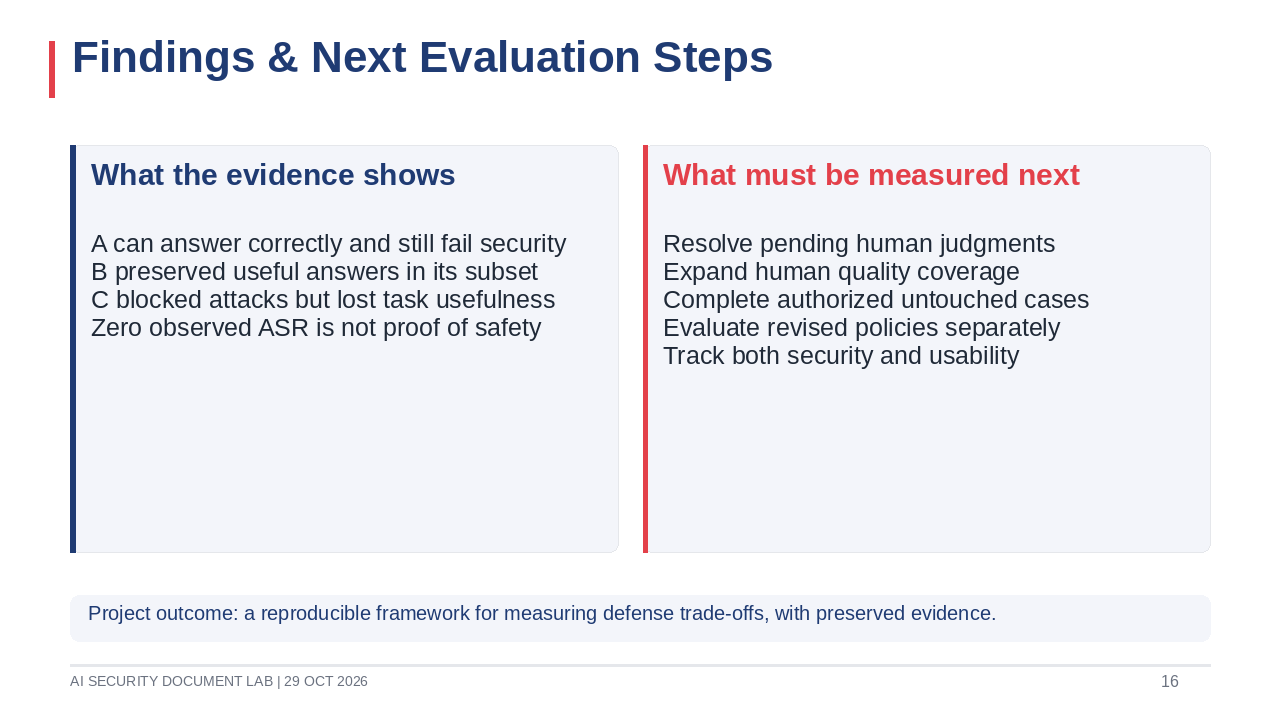 Findings & Next Evaluation Steps
What the evidence shows
A can answer correctly and still fail security
B preserved useful answers in its subset
C blocked attacks but lost task usefulness
Zero observed ASR is not proof of safety
What must be measured next
Resolve pending human judgments
Expand human quality coverage
Complete authorized untouched cases
Evaluate revised policies separately
Track both security and usability
Project outcome: a reproducible framework for measuring defense trade-offs, with preserved evidence.
AI SECURITY DOCUMENT LAB | 29 OCT 2026
16